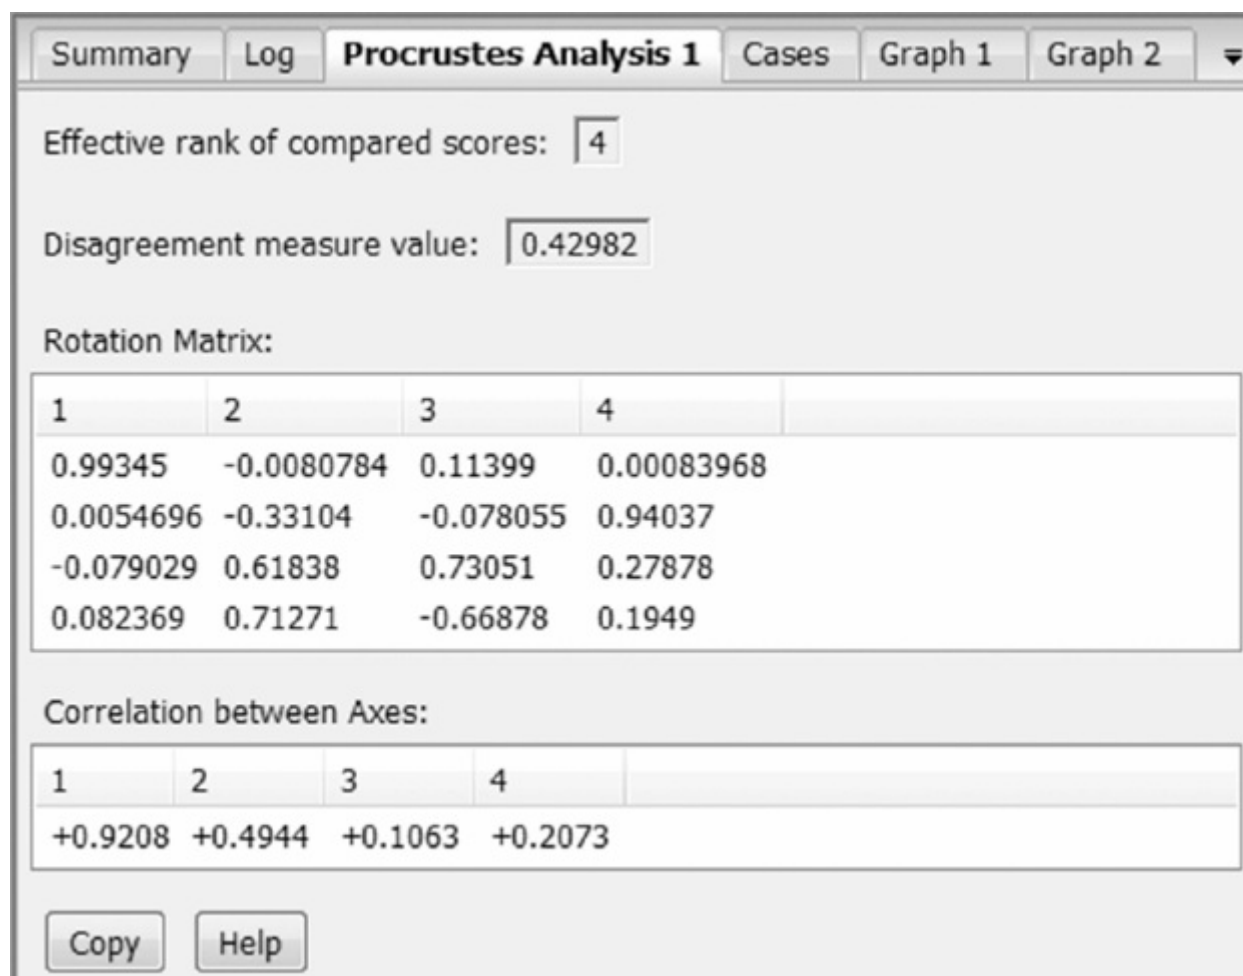 Summary Log Procrustes Analysis 1 Cases Graph 1 Graph 2
Effective rank of compared scores: 4
Disagreement measure value: 0.42982
Rotation Matrix:
1 2 3 4
0.99345 -0.0080784 0.11399 0.00083968
0.0054696 -0.33104 -0.078055 0.94037
-0.079029 0.61838 0.73051 0.27878
0.082369 0.71271 -0.66878 0.1949
Correlation between Axes:
1 2 3 4
+0.9208 +0.4944 +0.1063 +0.2073
Copy Help